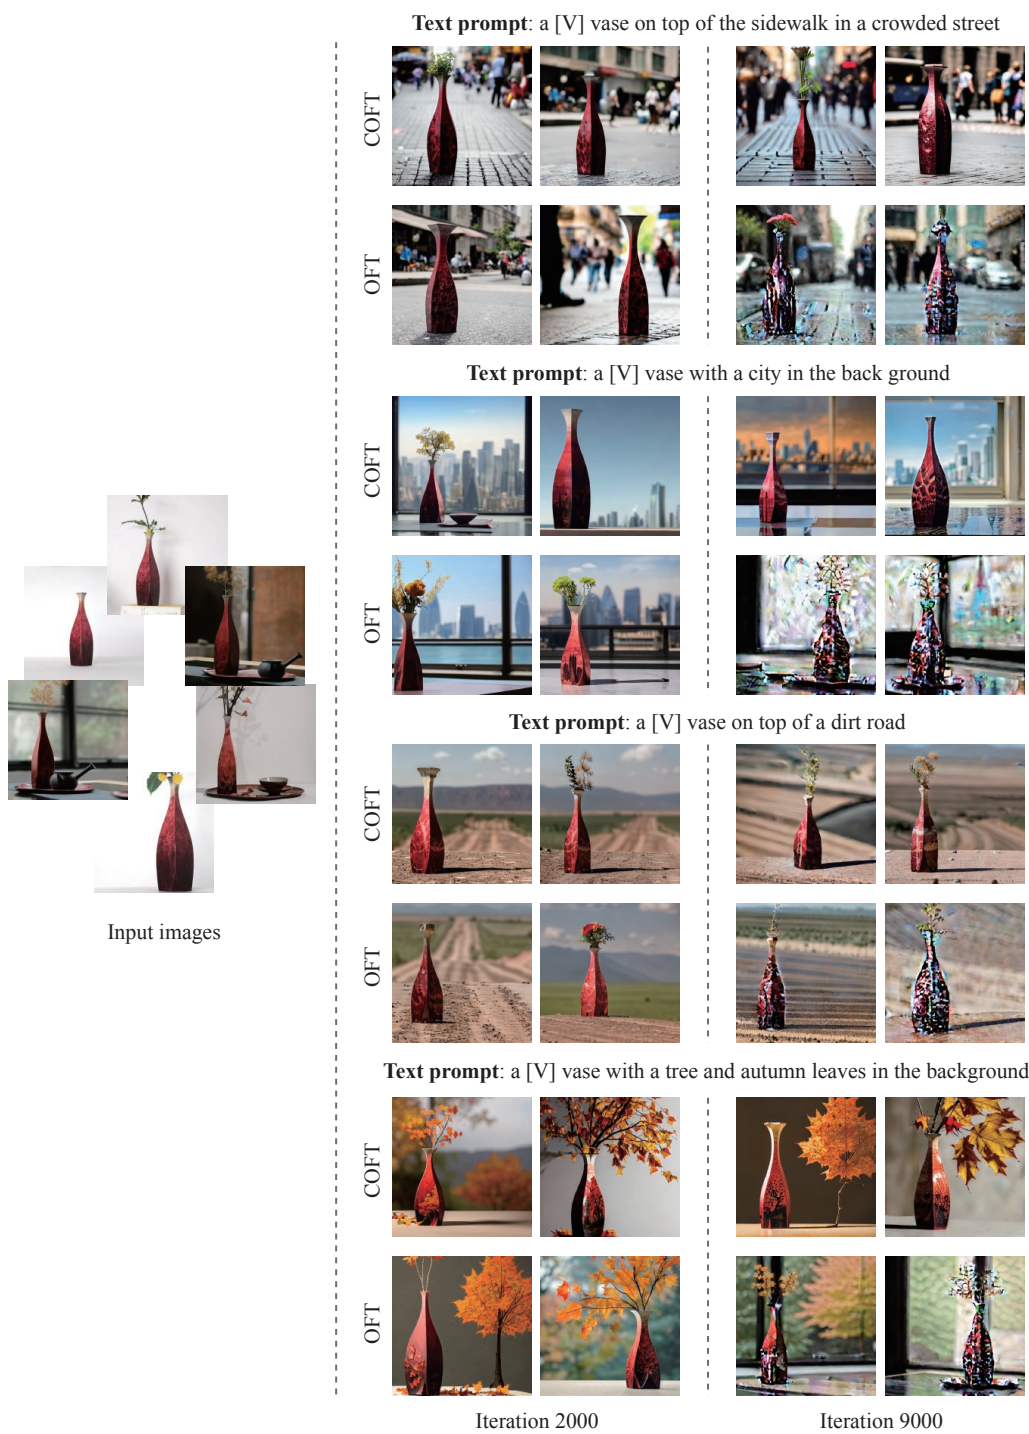 Text prompt: a [V] vase on top of the sidewalk in a crowded street
COFT
OFT
Text prompt: a [V] vase with a city in the back ground
COFT
OFT
Input images
Text prompt: a [V] vase on top of a dirt road
COFT
OFT
Text prompt: a [V] vase with a tree and autumn leaves in the background
COFT
OFT
Iteration 2000
Iteration 9000